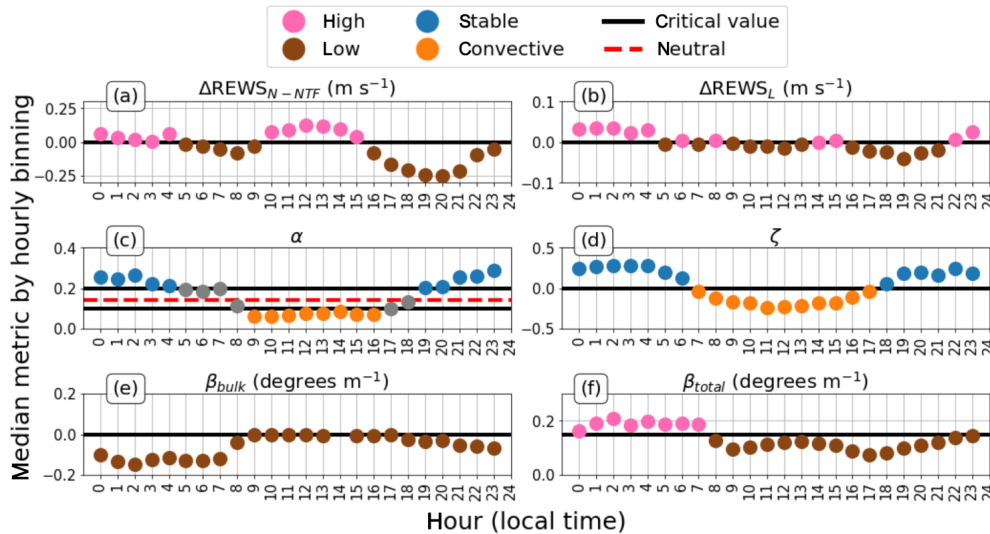 High Stable Critical value
Low Convective Neutral
Median metric by hourly binning
(a) ΔREWS_{N−NTF} (m s⁻¹)
0.25
0.00
−0.25
0 1 2 3 4 5 6 7 8 9 10 11 12 13 14 15 16 17 18 19 20 21 22 23 24
(b) ΔREWS_L (m s⁻¹)
0.1
0.0
−0.1
0 1 2 3 4 5 6 7 8 9 10 11 12 13 14 15 16 17 18 19 20 21 22 23 24
(c) α
0.4
0.2
0.0
0 1 2 3 4 5 6 7 8 9 10 11 12 13 14 15 16 17 18 19 20 21 22 23 24
(d) ζ
0.5
0.0
−0.5
0 1 2 3 4 5 6 7 8 9 10 11 12 13 14 15 16 17 18 19 20 21 22 23 24
(e) β_{bulk} (degrees m⁻¹)
0.2
0.0
−0.2
0 1 2 3 4 5 6 7 8 9 10 11 12 13 14 15 16 17 18 19 20 21 22 23 24
(f) β_{total} (degrees m⁻¹)
0.2
0.0
0 1 2 3 4 5 6 7 8 9 10 11 12 13 14 15 16 17 18 19 20 21 22 23 24
Hour (local time)